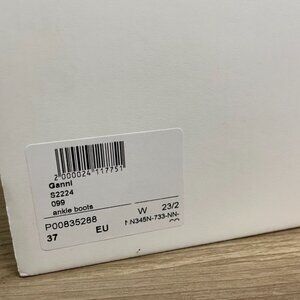 2000024117751
Ganni
S2224
099
ankle boots
W 23/2
P00835288
N345N-733-NN-
37 EU